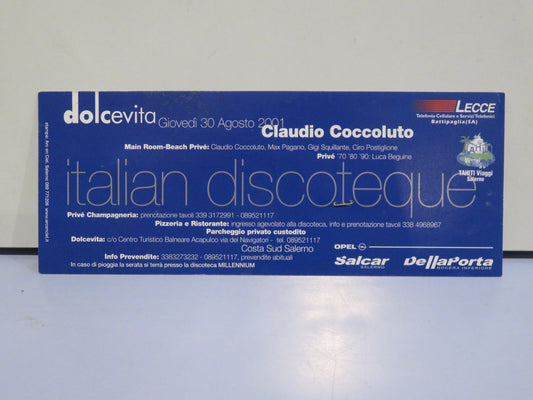 dolcevita Giovedì 30 Agosto 2001
Claudio Coccoluto
Main Room-Beach Privé: Claudio Coccoluto, Max Pagano, Gigi Squillante, Ciro Postiglione
Privé '70 '80 '90: Luca Beguine
italian discoteque
Privé Champagneria: prenotazione tavoli 339 3172991 - 089521117
Pizzeria e Ristorante: ingresso agevolato alla discoteca, info e prenotazione tavoli 338 4968967
Parcheggio privato custodito
Dolcevita: c/o Centro Turistico Balneare Acapulco via dei Navigatori - tel. 089521117
Costa Sud Salerno
Info Prevendite: 3383273232 - 089521117, prevendite abituali
In caso di pioggia la serata si terrà presso la discoteca MILLENNIUM
LECCE
Telefonia Cellulare e Servizi Telefonici
Battipaglia(SA)
TAHITI Viaggi
Salerno
OPEL
Salcar
SALERNO
DellaPorta
NOCERA INFERIORE